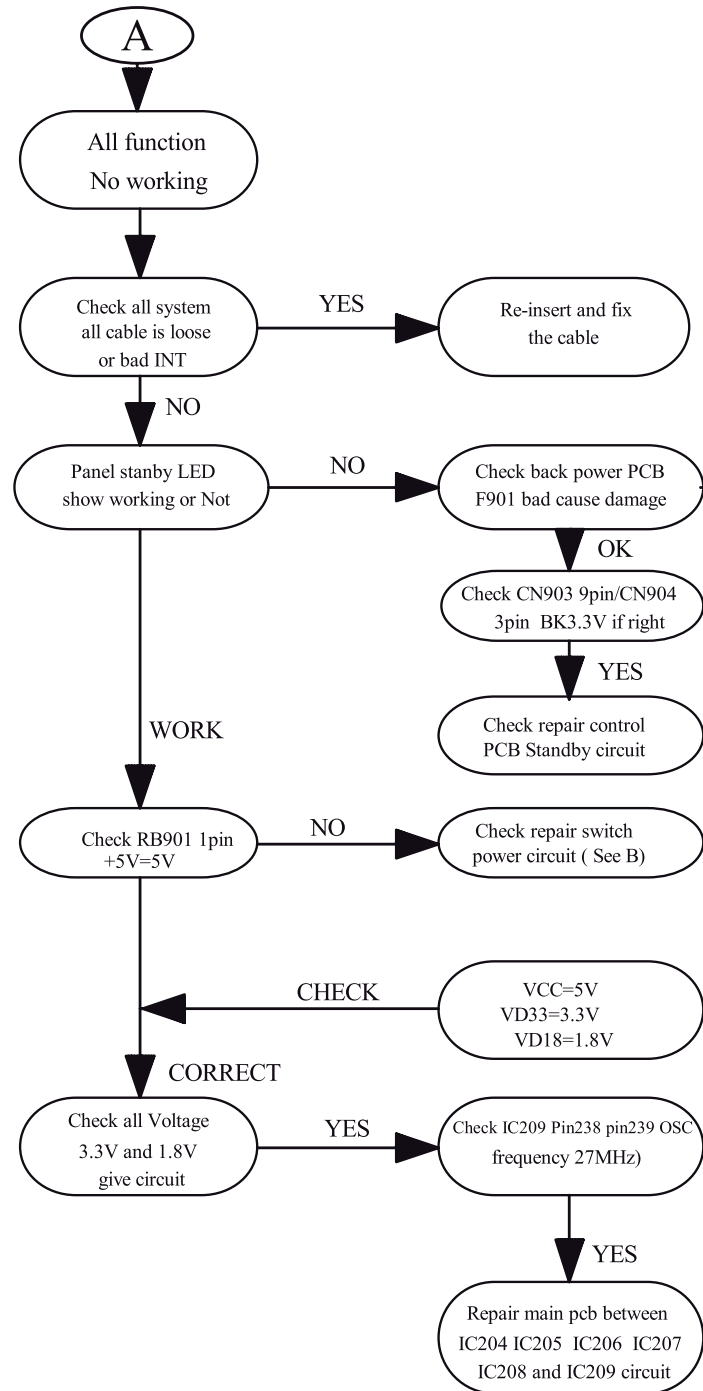 A
All function
No working
Check all system
all cable is loose
or bad INT
YES
Re-insert and fix
the cable
NO
Panel stanby LED
show working or Not
NO
Check back power PCB
F901 bad cause damage
OK
Check CN903 9pin/CN904
3pin BK3.3V if right
YES
Check repair control
PCB Standby circuit
WORK
Check RB901 1pin
+5V=5V
NO
Check repair switch
power circuit ( See B)
CHECK
VCC=5V
VD33=3.3V
VD18=1.8V
CORRECT
Check all Voltage
3.3V and 1.8V
give circuit
YES
Check IC209 Pin238 pin239 OSC
frequency 27MHz)
YES
Repair main pcb between
IC204 IC205 IC206 IC207
IC208 and IC209 circuit